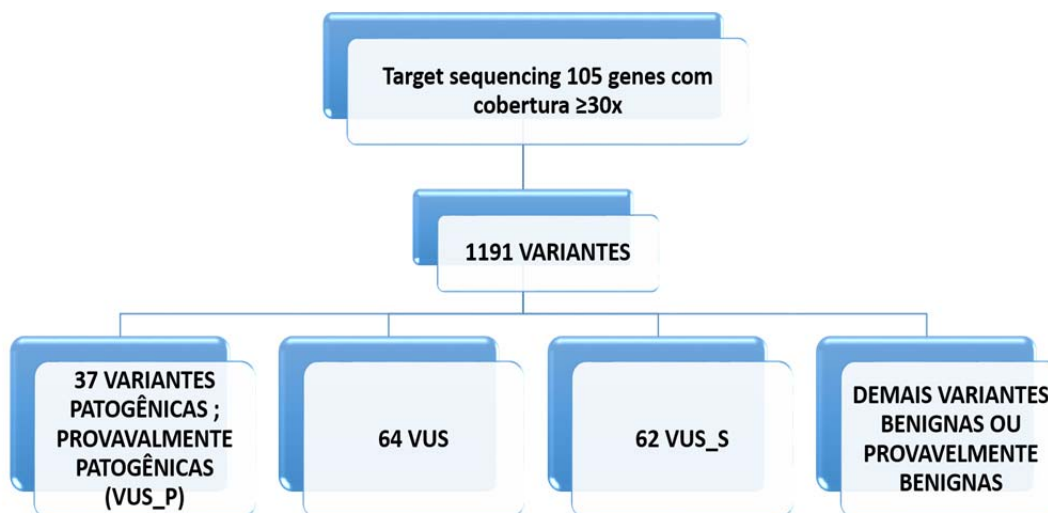 Target sequencing 105 genes com
cobertura ≥30x
1191 VARIANTES
37 VARIANTES
PATOGÊNICAS ;
PROVAVALMENTE
PATOGÊNICAS
(VUS_P)
64 VUS
62 VUS_S
DEMAIS VARIANTES
BENIGNAS OU
PROVAVELMENTE
BENIGNAS